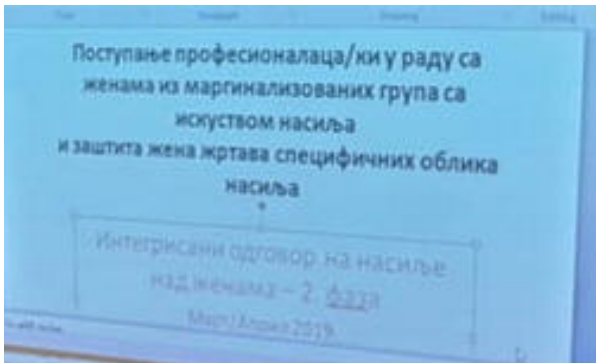 Поступање професионалаца/ки у раду са
женама из маргинализованих група са
искуством насиља
и заштита жена жртава специфичних облика
насиља
Интегрисани одговор на насиље
над женама – 2. фаза
Март/Април 2019.